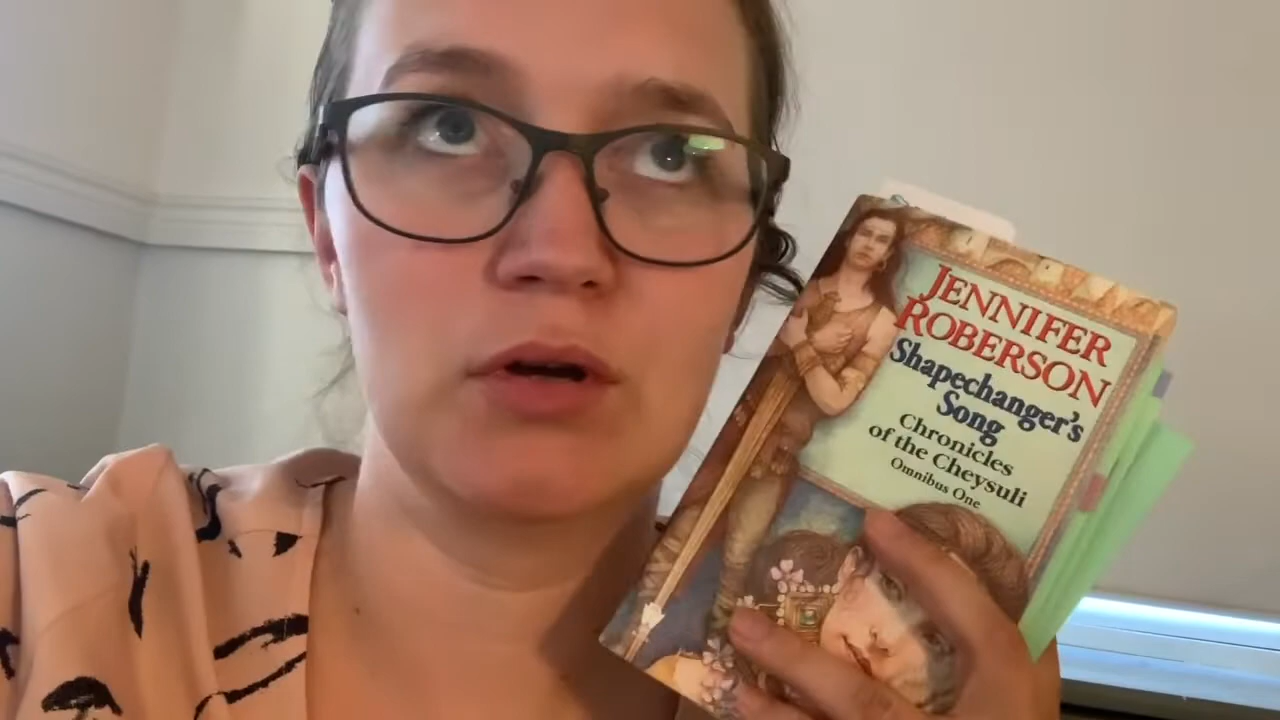 JENNIFER
ROBERSON
Shapechanger's
Song
Chronicles
of the Cheysuli
Omnibus One